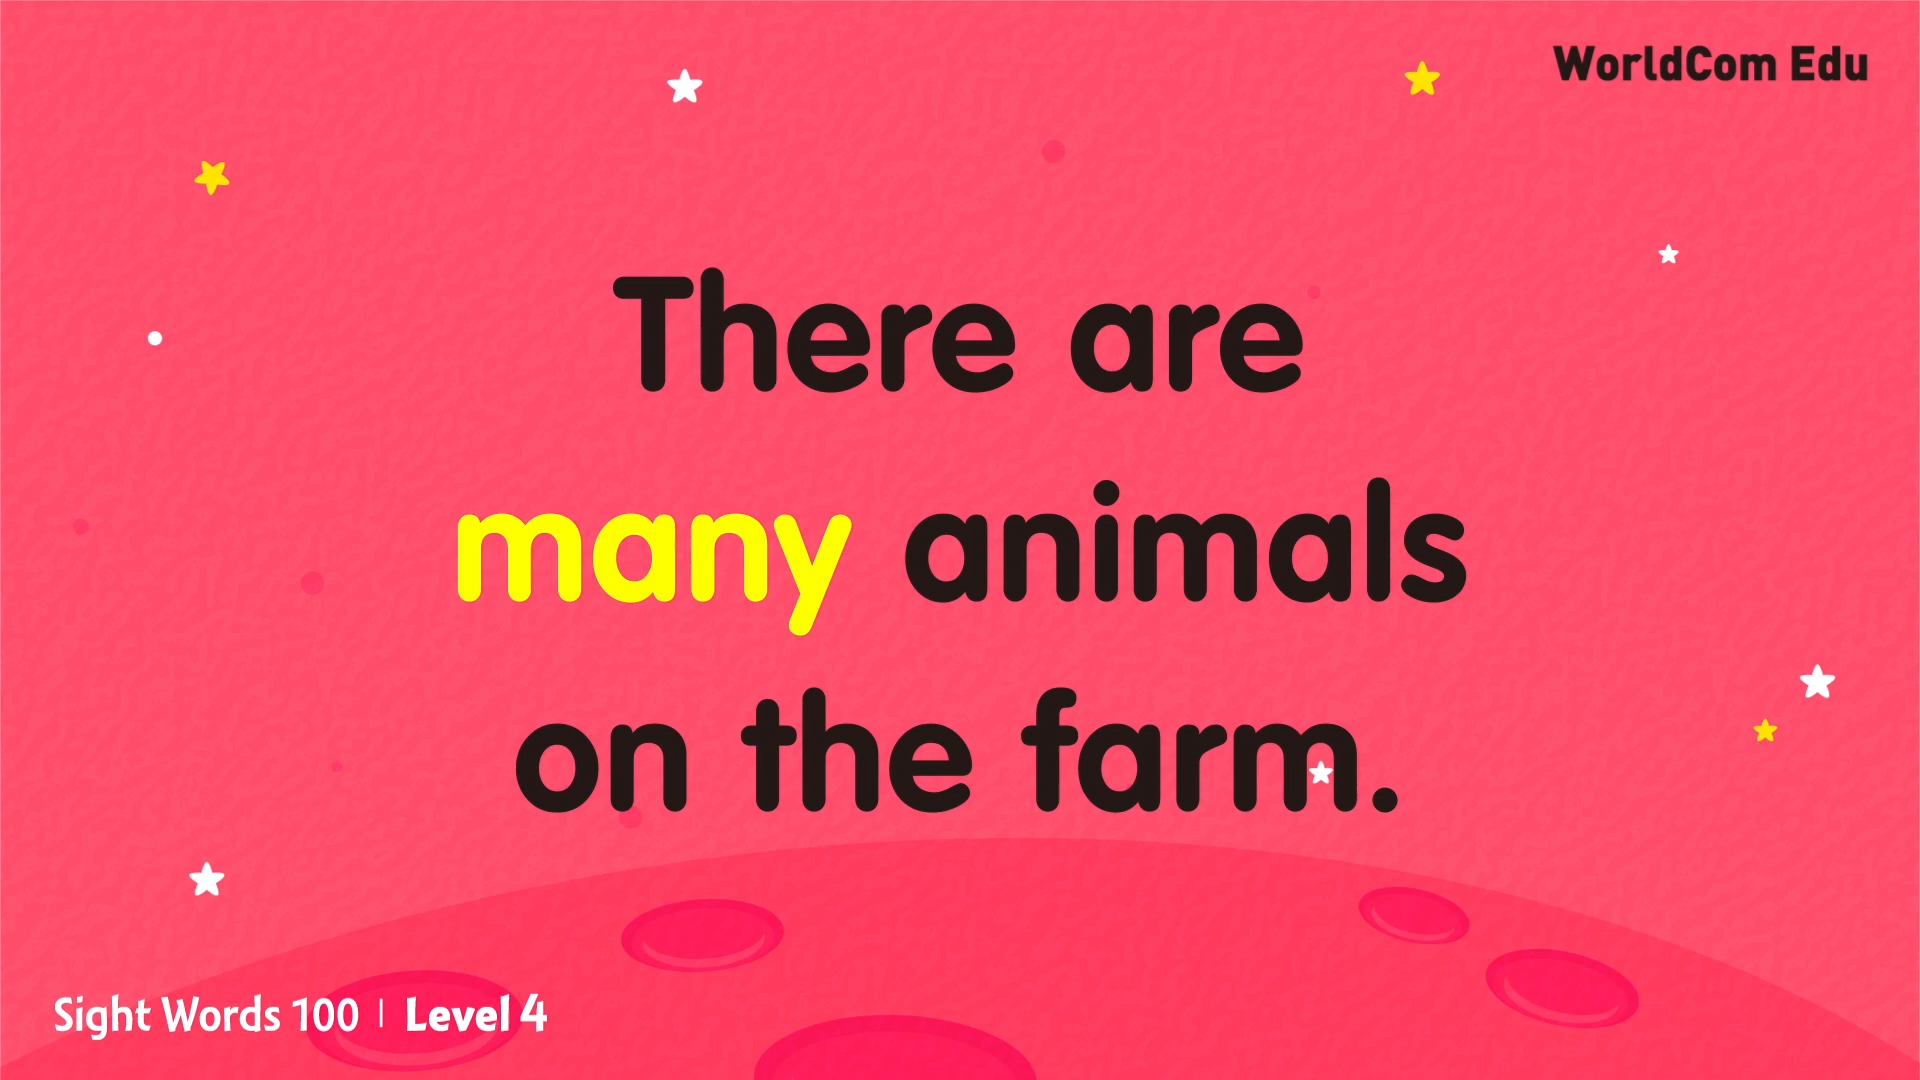 WorldCom Edu
There are
many animals
on the farm.
Sight Words 100 | Level 4